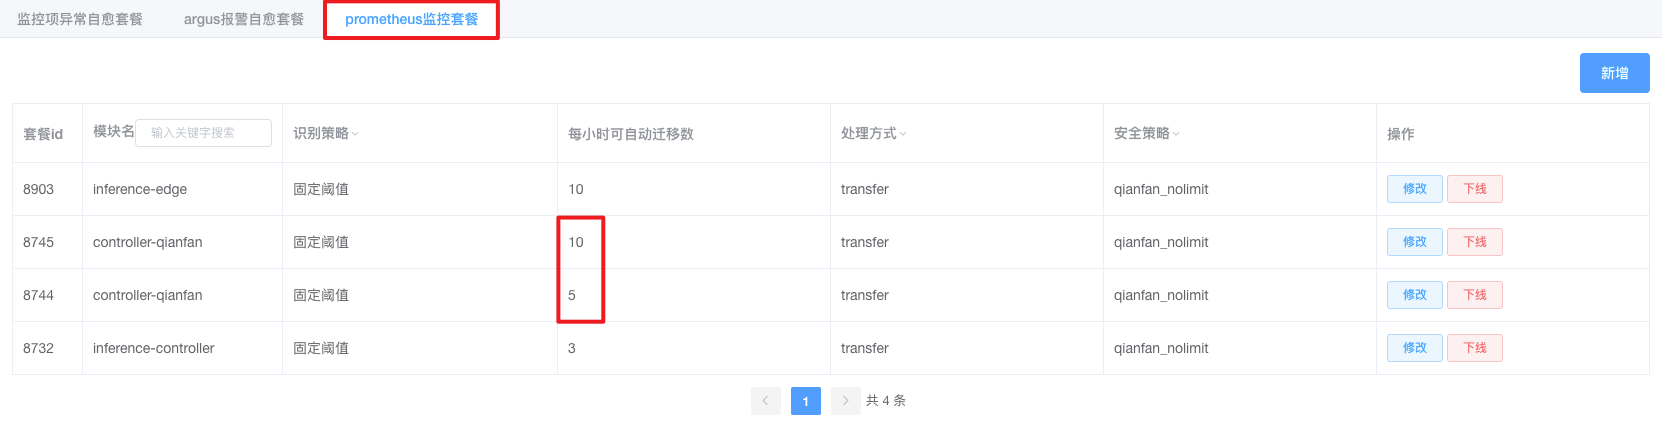 监控项异常自愈套餐 argus报警自愈套餐 prometheus监控套餐
新增
套餐id 模块名 输入关键字搜索 识别策略 每小时可自动迁移数 处理方式 安全策略 操作
8903 inference-edge 固定阈值 10 transfer qianfan_nolimit 修改 下线
8745 controller-qianfan 固定阈值 10 transfer qianfan_nolimit 修改 下线
8744 controller-qianfan 固定阈值 5 transfer qianfan_nolimit 修改 下线
8732 inference-controller 固定阈值 3 transfer qianfan_nolimit 修改 下线
1 共 4 条